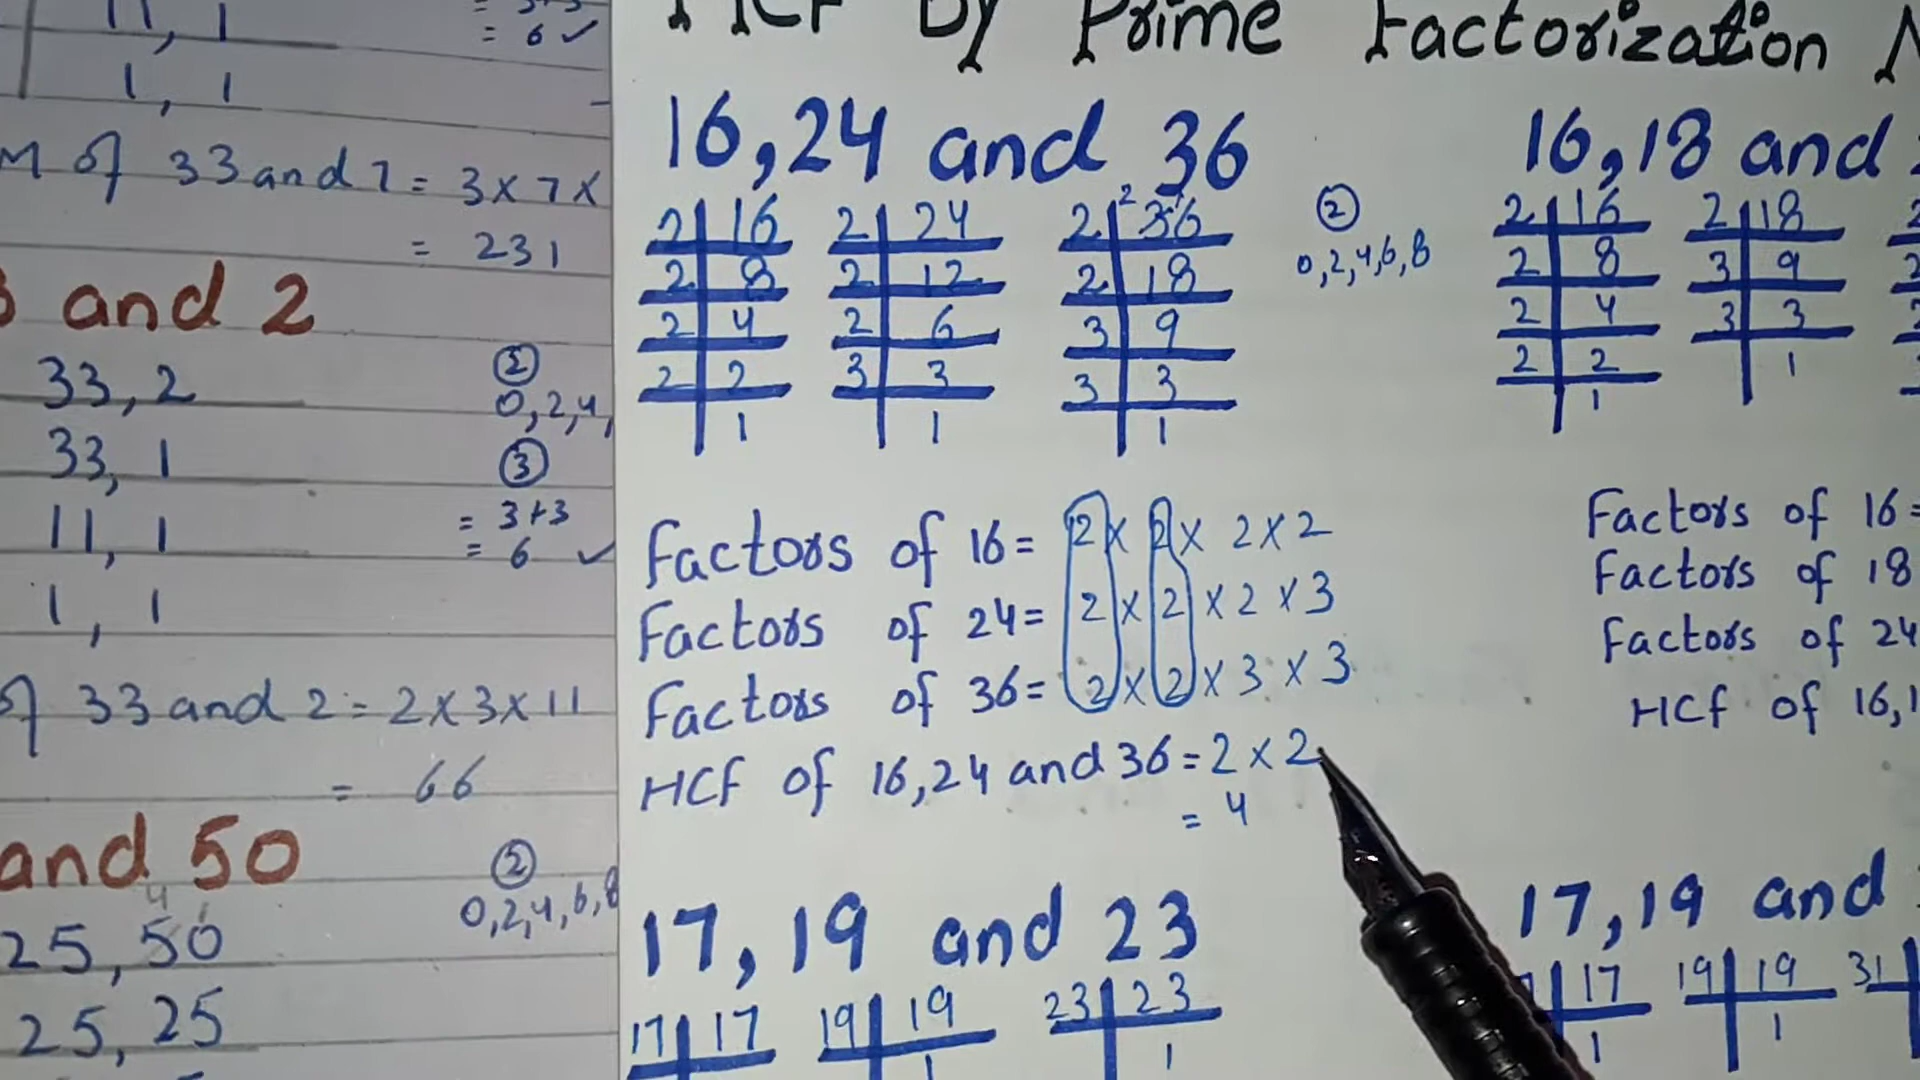 11, 1
= 6 ✓
1, 1
of 33 and 7 = 3 × 7 ×
= 231
and 2
33, 2
②
0, 2, 4,
33, 1
③
11, 1
= 3+3
= 6 ✓
1, 1
of 33 and 2 = 2 × 3 × 11
= 66
and 50
②
0, 2, 4, 6, 8
25, 50
25, 25
HCF By Prime Factorization
16, 24 and 36
2 | 16
2 | 8
2 | 4
2 | 2
1
2 | 24
2 | 12
2 | 6
3 | 3
1
2 | 36
2 | 18
3 | 9
3 | 3
1
②
0, 2, 4, 6, 8
Factors of 16 = 2 × 2 × 2 × 2
Factors of 24 = 2 × 2 × 2 × 3
Factors of 36 = 2 × 2 × 3 × 3
HCF of 16, 24 and 36 = 2 × 2
= 4
17, 19 and 23
17 | 17
19 | 19
1
23 | 23
1
16, 18 and
2 | 16
2 | 8
2 | 4
2 | 2
1
2 | 18
3 | 9
3 | 3
1
Factors of 16 =
Factors of 18
Factors of 24
HCF of 16, 1
17, 19 and
17
1
19 | 19
1
31